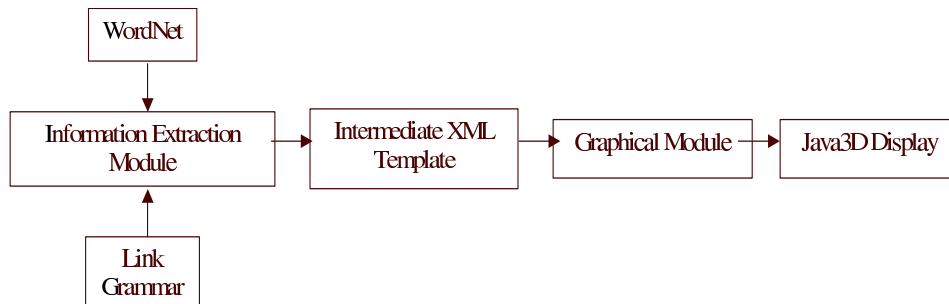 WordNet
Information Extraction
Module
Intermediate XML
Template
Graphical Module
Java3D Display
Link
Grammar